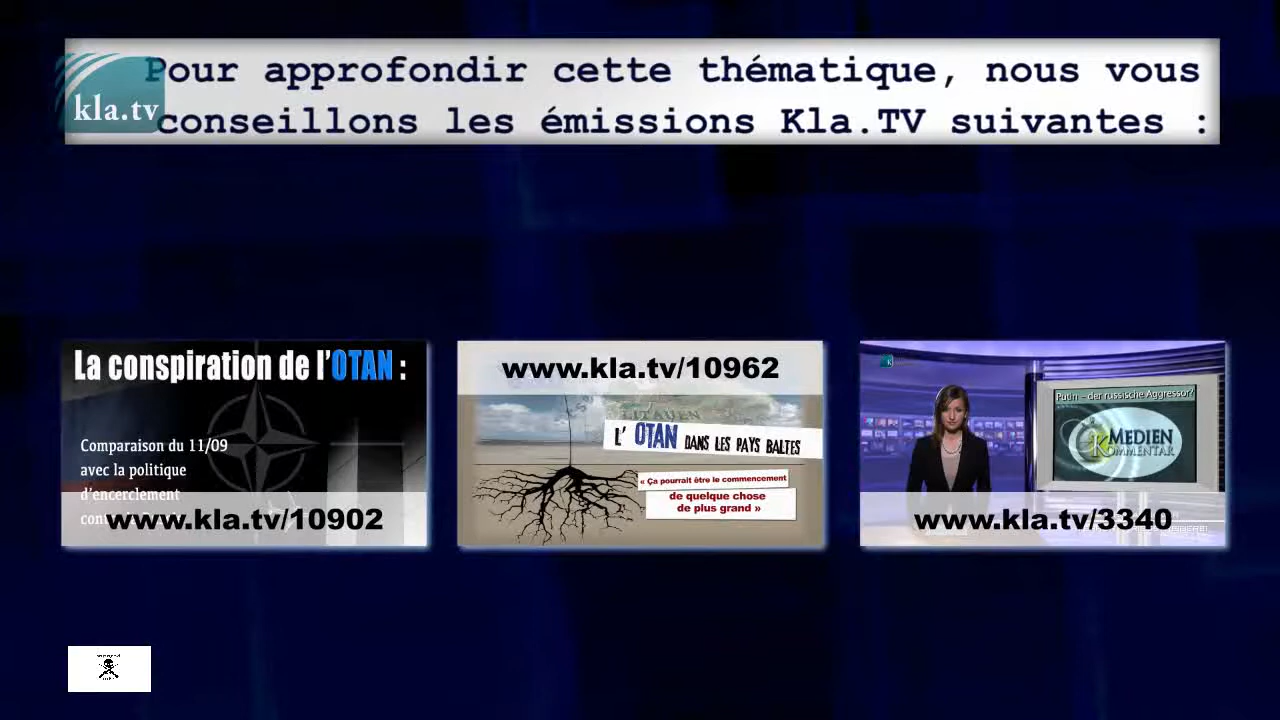 Pour approfondir cette thématique, nous vous
conseillons les émissions Kla.TV suivantes :
kla.tv
La conspiration de l'OTAN :
Comparaison du 11/09
avec la politique
d'encerclement
www.kla.tv/10902
www.kla.tv/10962
LITAUEN
L' OTAN DANS LES PAYS BALTES
« Ça pourrait être le commencement
de quelque chose
de plus grand »
Putin – der russische Aggressor?
MEDIEN
KOMMENTAR
www.kla.tv/3340